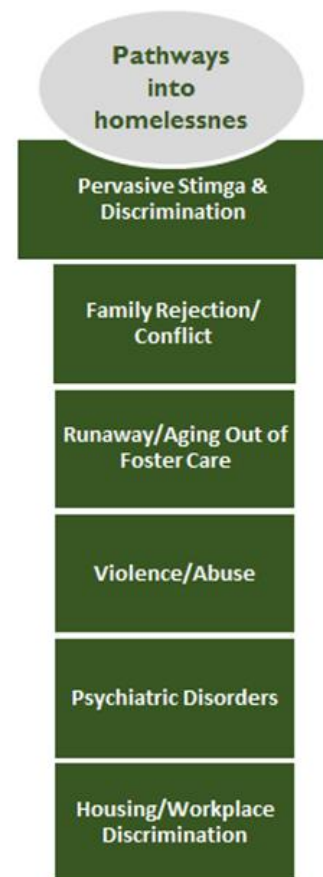 Pathways
into
homelessnes
Pervasive Stimga &
Discrimination
Family Rejection/
Conflict
Runaway/Aging Out of
Foster Care
Violence/Abuse
Psychiatric Disorders
Housing/Workplace
Discrimination